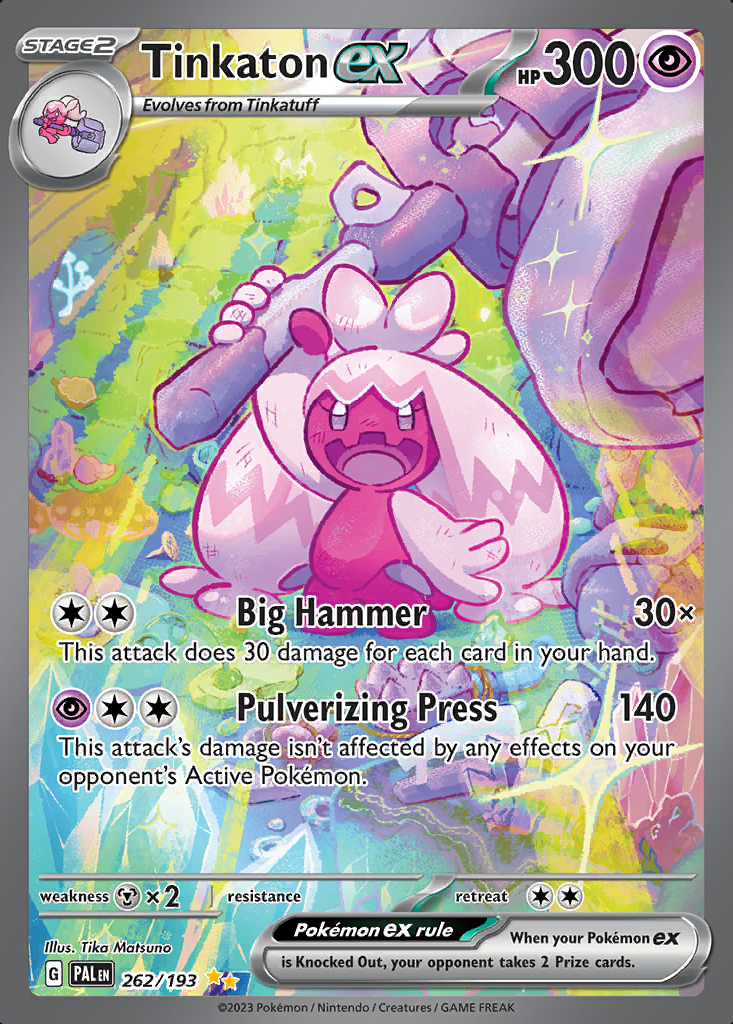 STAGE2
Tinkaton ex
HP300
Evolves from Tinkatuff
Big Hammer 30×
This attack does 30 damage for each card in your hand.
Pulverizing Press 140
This attack's damage isn't affected by any effects on your
opponent's Active Pokémon.
weakness ×2 resistance retreat
Illus. Tika Matsuno
Pokémon ex rule
When your Pokémon ex
is Knocked Out, your opponent takes 2 Prize cards.
G PAL EN 262/193
©2023 Pokémon / Nintendo / Creatures / GAME FREAK